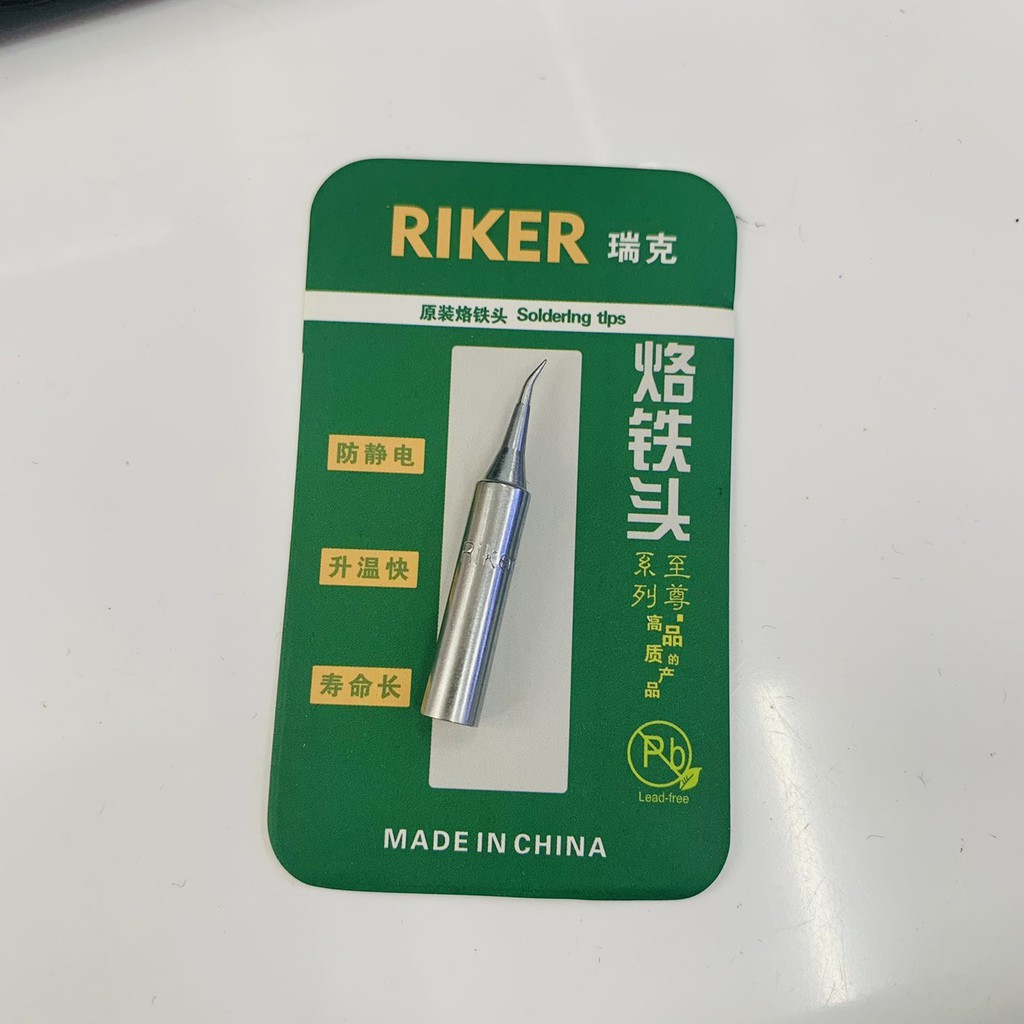 RIKER 瑞克
原装烙铁头 Soldering tips
烙铁头
防静电
升温快
寿命长
Riker
至尊
系列
品的产
高质品
Pb
Lead-free
MADE IN CHINA